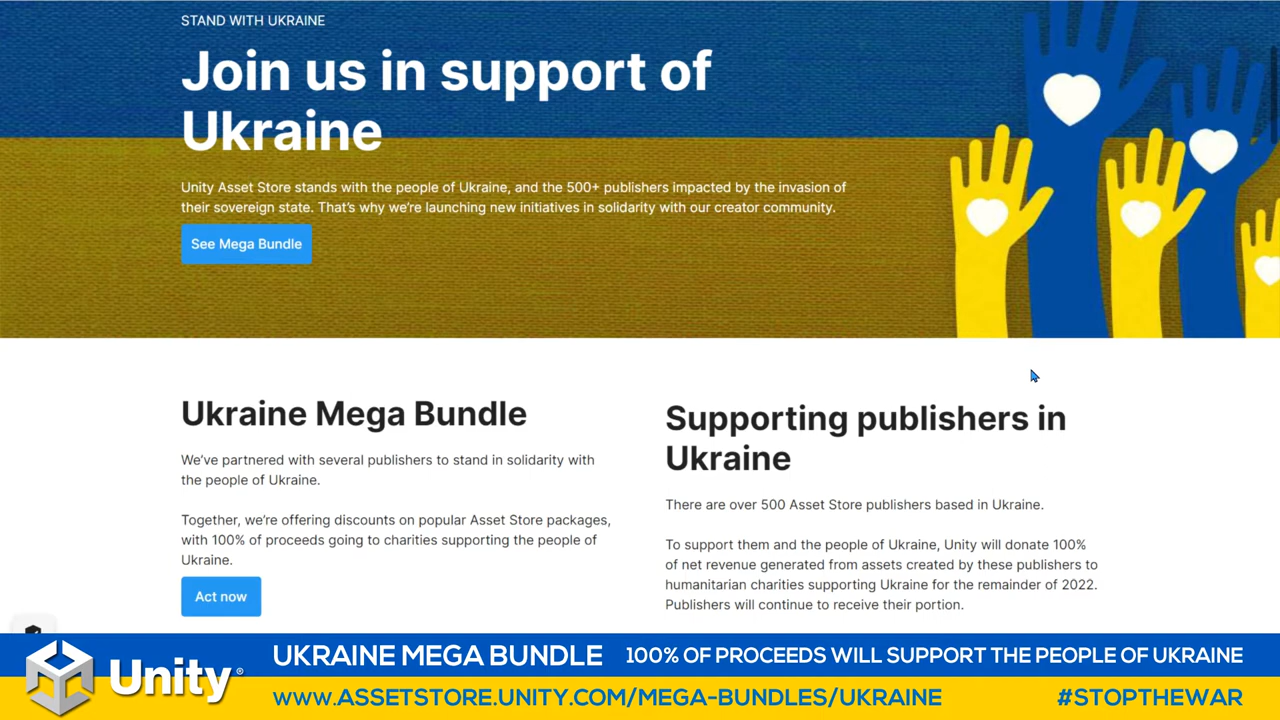 STAND WITH UKRAINE
Join us in support of
Ukraine
Unity Asset Store stands with the people of Ukraine, and the 500+ publishers impacted by the invasion of
their sovereign state. That's why we're launching new initiatives in solidarity with our creator community.
See Mega Bundle
Ukraine Mega Bundle
We've partnered with several publishers to stand in solidarity with
the people of Ukraine.
Together, we're offering discounts on popular Asset Store packages,
with 100% of proceeds going to charities supporting the people of
Ukraine.
Act now
Supporting publishers in
Ukraine
There are over 500 Asset Store publishers based in Ukraine.
To support them and the people of Ukraine, Unity will donate 100%
of net revenue generated from assets created by these publishers to
humanitarian charities supporting Ukraine for the remainder of 2022.
Publishers will continue to receive their portion.
Unity®
UKRAINE MEGA BUNDLE
100% OF PROCEEDS WILL SUPPORT THE PEOPLE OF UKRAINE
WWW.ASSETSTORE.UNITY.COM/MEGA-BUNDLES/UKRAINE
#STOPTHEWAR